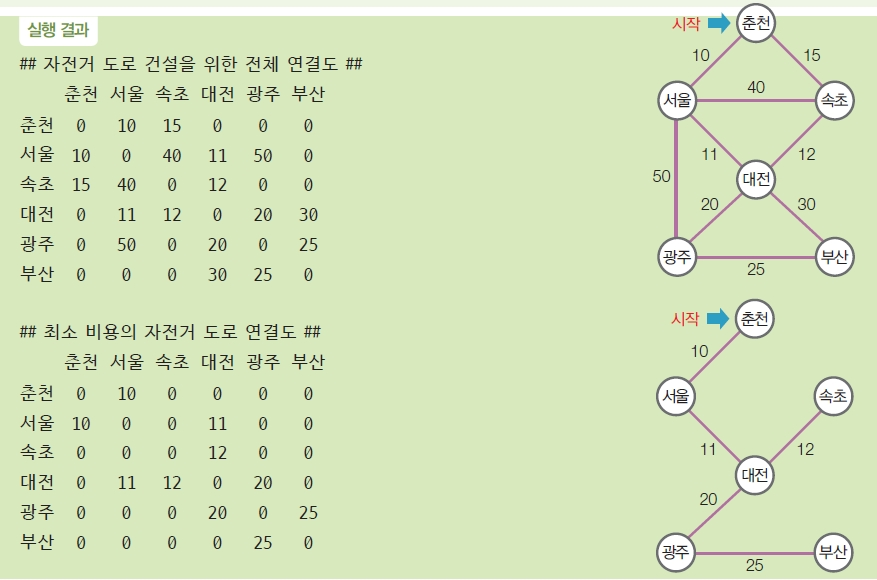 실행 결과
## 자전거 도로 건설을 위한 전체 연결도 ##
춘천 서울 속초 대전 광주 부산
춘천 0 10 15 0 0 0
서울 10 0 40 11 50 0
속초 15 40 0 12 0 0
대전 0 11 12 0 20 30
광주 0 50 0 20 0 25
부산 0 0 0 30 25 0
## 최소 비용의 자전거 도로 연결도 ##
춘천 서울 속초 대전 광주 부산
춘천 0 10 0 0 0 0
서울 10 0 0 11 0 0
속초 0 0 0 12 0 0
대전 0 11 12 0 20 0
광주 0 0 0 20 0 25
부산 0 0 0 0 25 0
시작 춘천
10 15
서울 40 속초
11 12
50
대전
20 30
광주 부산
25
시작 춘천
10
서울 속초
11 12
대전
20
광주 부산
25